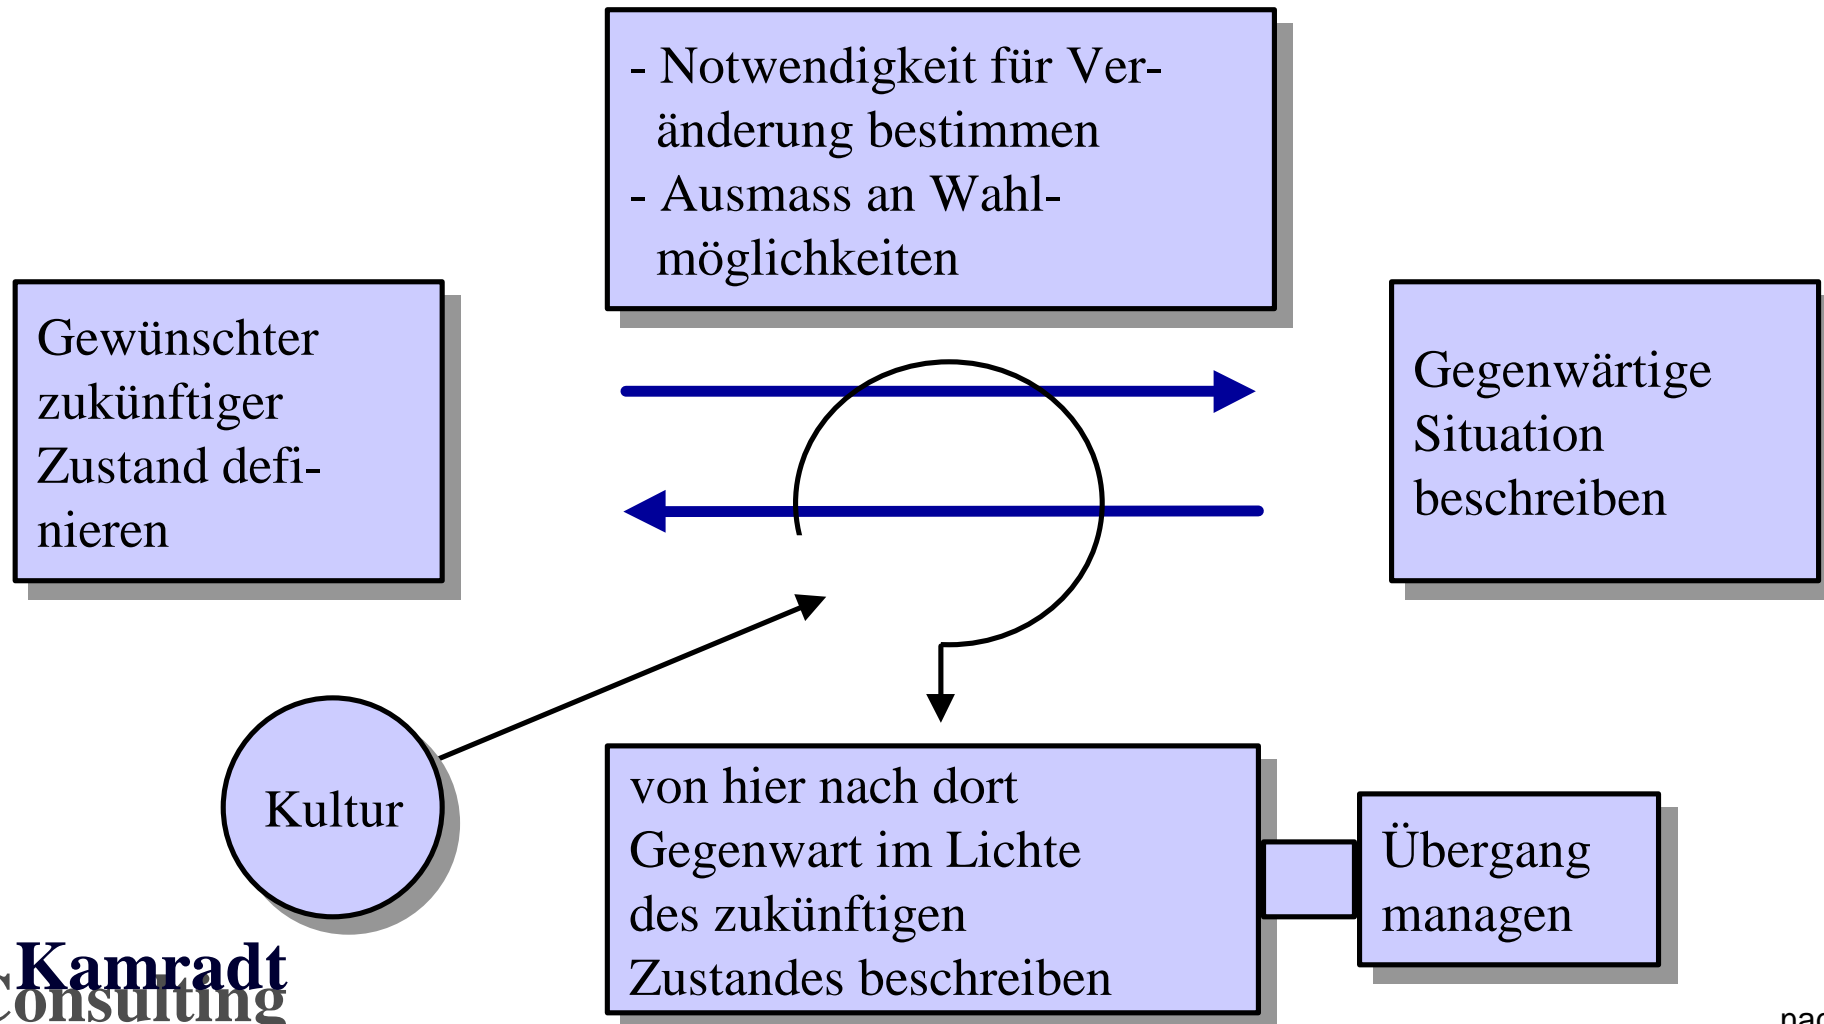 - Notwendigkeit für Ver-
änderung bestimmen
- Ausmass an Wahl-
möglichkeiten
Gewünschter
zukünftiger
Zustand defi-
nieren
Gegenwärtige
Situation
beschreiben
Kultur
von hier nach dort
Gegenwart im Lichte
des zukünftigen
Zustandes beschreiben
Übergang
managen
Kamradt
Consulting